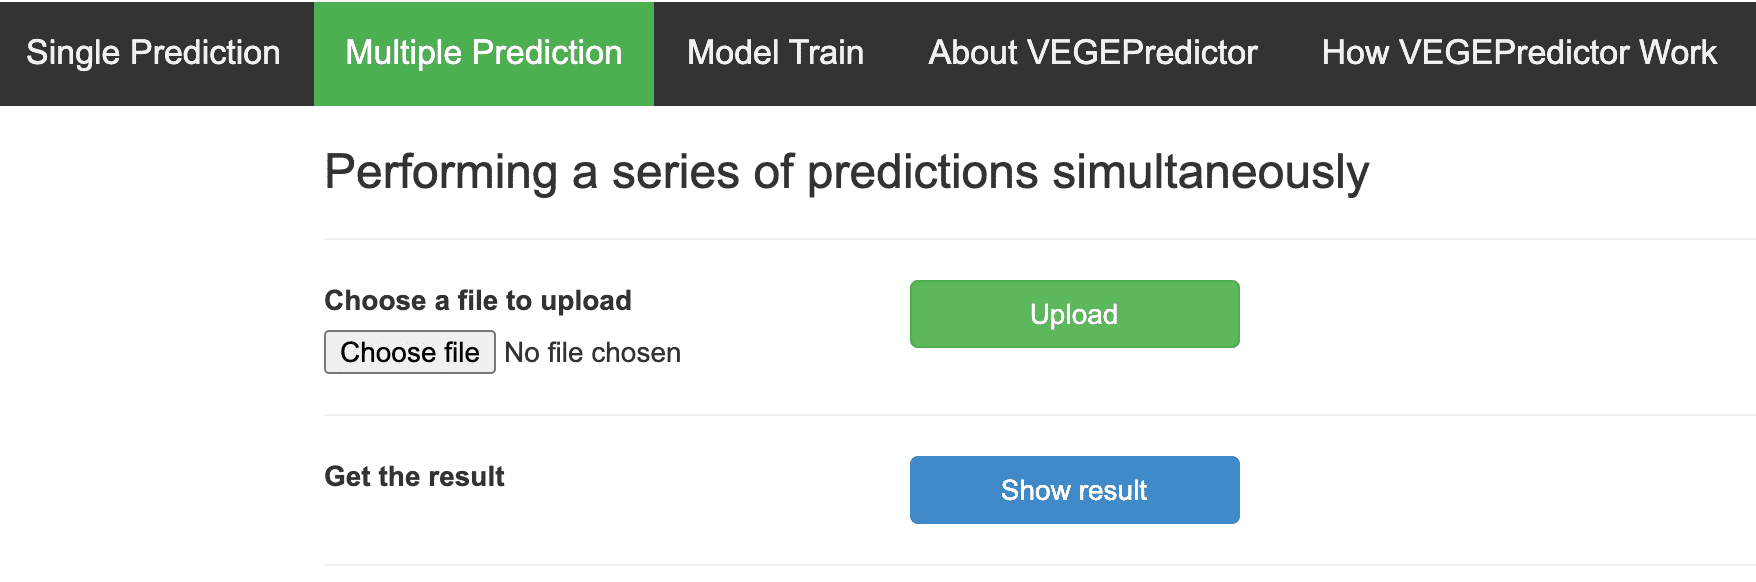 Single Prediction Multiple Prediction Model Train About VEGEPredictor How VEGEPredictor Work
Performing a series of predictions simultaneously
Choose a file to upload
Upload
Choose file No file chosen
Get the result
Show result